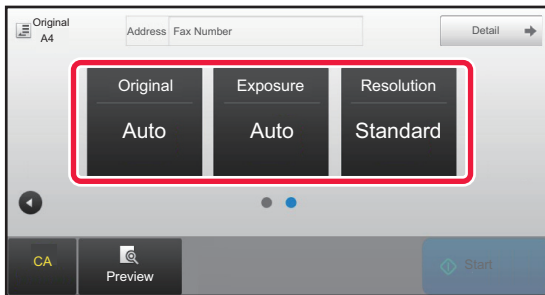 Original
A4
Address Fax Number
Detail
Original
Exposure
Resolution
Auto
Auto
Standard
CA
Preview
Start